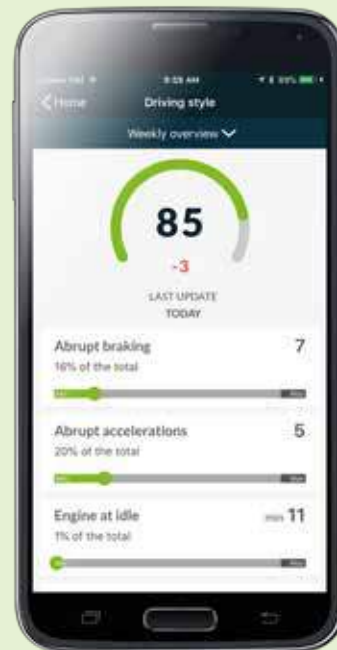 9:05 AM
Home
Driving style
Weekly overview
85
-3
LAST UPDATE
TODAY
Abrupt braking
7
16% of the total
Abrupt accelerations
5
20% of the total
Engine at idle
min 11
1% of the total